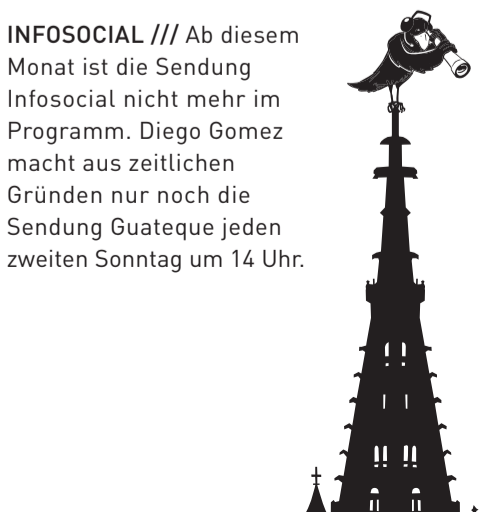 INFOSOCIAL /// Ab diesem
Monat ist die Sendung
Infosocial nicht mehr im
Programm. Diego Gomez
macht aus zeitlichen
Gründen nur noch die
Sendung Guateque jeden
zweiten Sonntag um 14 Uhr.